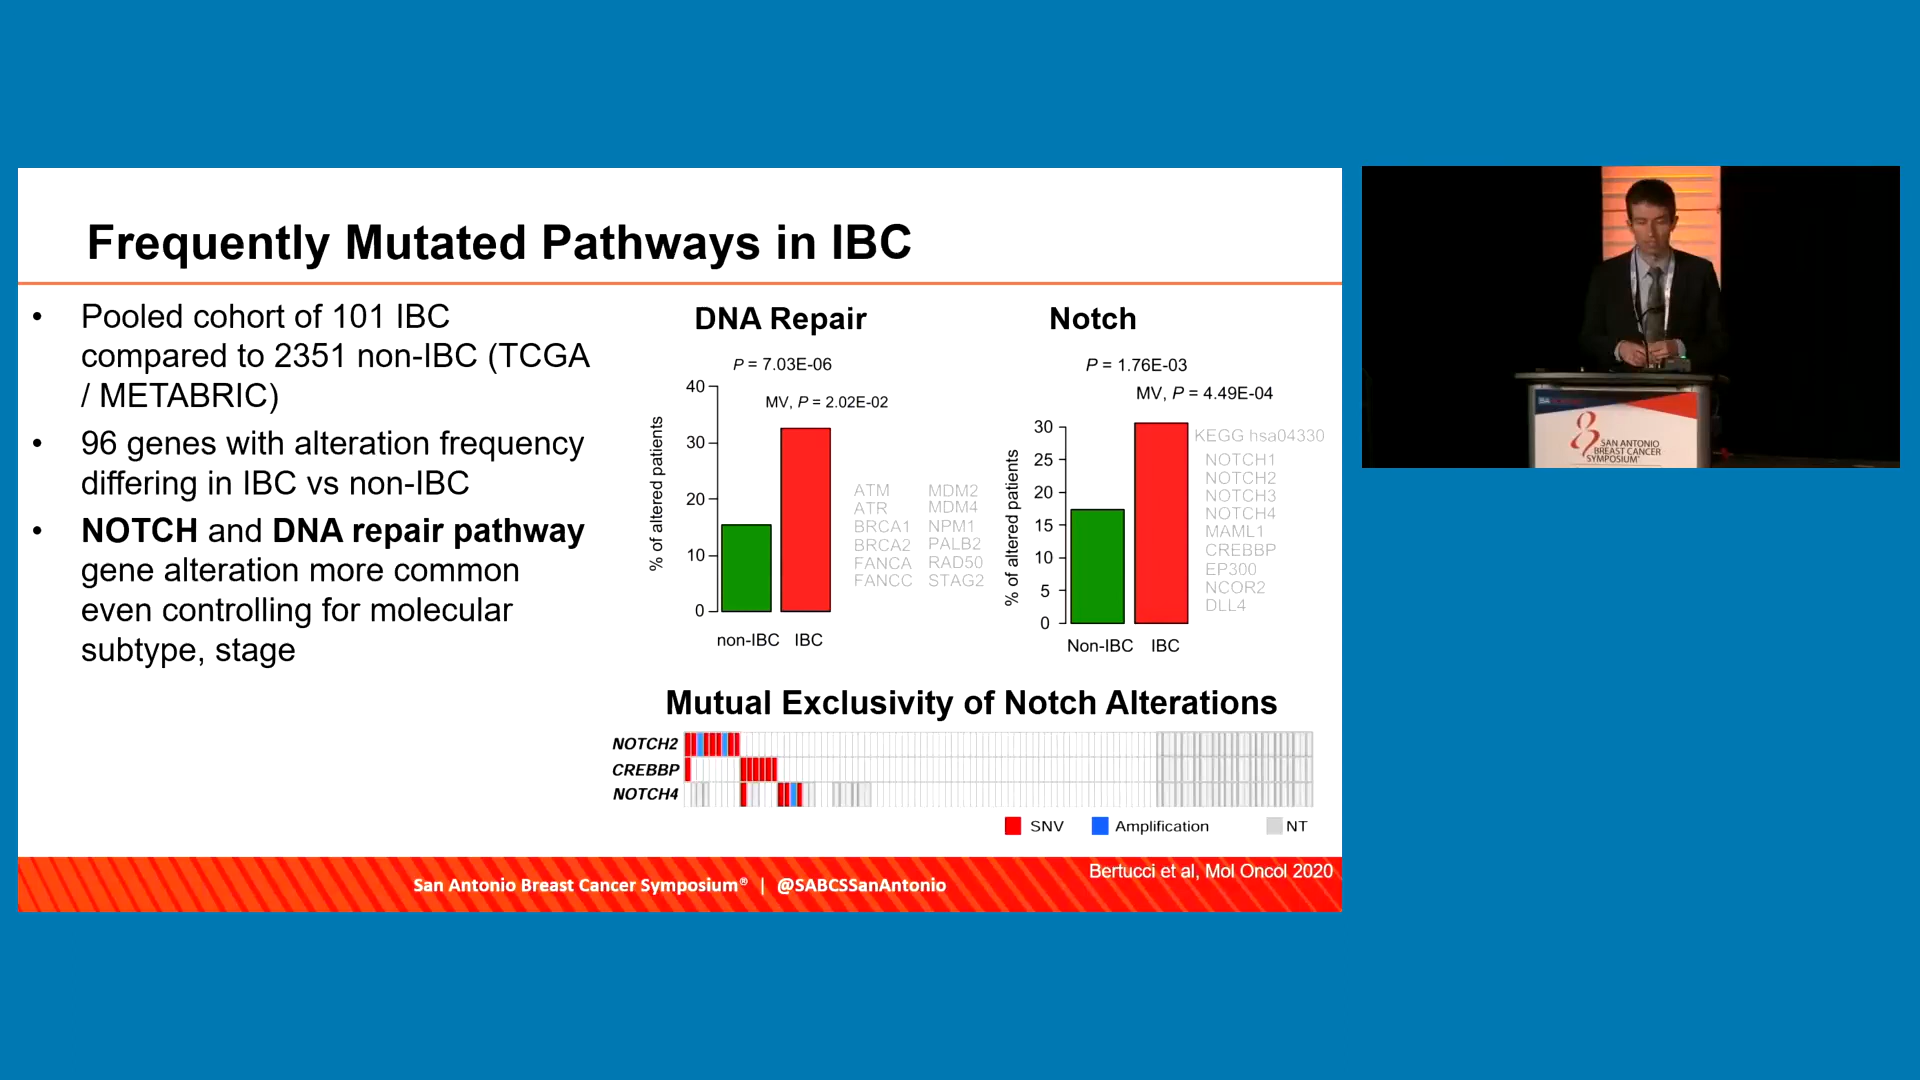 Frequently Mutated Pathways in IBC
• Pooled cohort of 101 IBC
compared to 2351 non-IBC (TCGA
/ METABRIC)
• 96 genes with alteration frequency
differing in IBC vs non-IBC
• NOTCH and DNA repair pathway
gene alteration more common
even controlling for molecular
subtype, stage
DNA Repair
P = 7.03E-06
MV, P = 2.02E-02
% of altered patients
40
30
20
10
0
non-IBC IBC
ATM MDM2
ATR MDM4
BRCA1 NPM1
BRCA2 PALB2
FANCA RAD50
FANCC STAG2
Notch
P = 1.76E-03
MV, P = 4.49E-04
% of altered patients
30
25
20
15
10
5
0
Non-IBC IBC
KEGG hsa04330
NOTCH1
NOTCH2
NOTCH3
NOTCH4
MAML1
CREBBP
EP300
NCOR2
DLL4
Mutual Exclusivity of Notch Alterations
NOTCH2
CREBBP
NOTCH4
SNV Amplification NT
Bertucci et al, Mol Oncol 2020
San Antonio Breast Cancer Symposium® | @SABCSSanAntonio
SAN ANTONIO
BREAST CANCER
SYMPOSIUM®